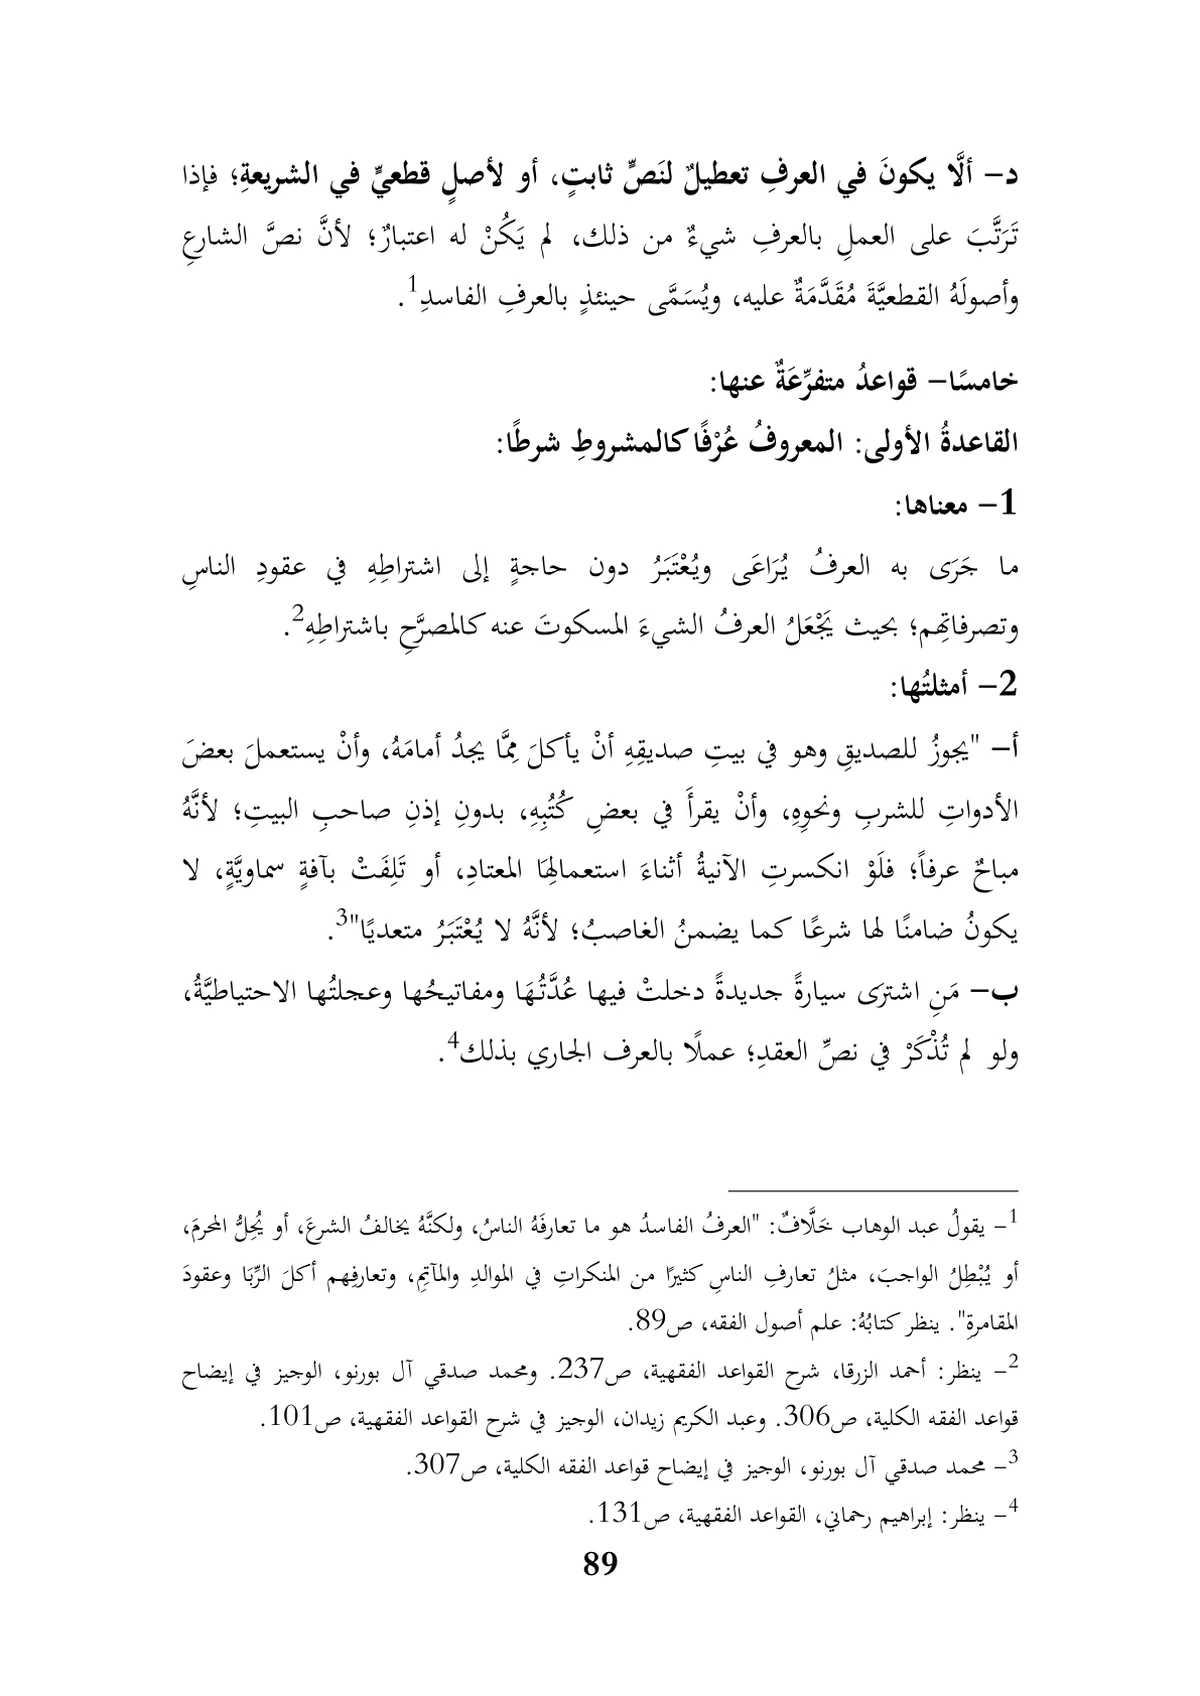 د- ألَّا يكونَ في العرفِ تعطيلٌ لنَصٍّ ثابتٍ، أو لأصلٍ قطعيٍّ في الشريعةِ؛ فإذا
تَرَتَّبَ على العملِ بالعرفِ شيءٌ من ذلك، لم يَكُنْ له اعتبارٌ؛ لأنَّ نصَّ الشارعِ
وأصولَهُ القطعيَّةَ مُقَدَّمَةٌ عليه، ويُسَمَّى حينئذٍ بالعرفِ الفاسدِ1.
خامسًا- قواعدُ متفرِّعَةٌ عنها:
القاعدةُ الأولى: المعروفُ عُرْفًا كالمشروطِ شرطًا:
1- معناها:
ما جَرَى به العرفُ يُرَاعَى ويُعْتَبَرُ دون حاجةٍ إلى اشتراطِهِ في عقودِ الناسِ
وتصرفاتِهم؛ بحيث يَجْعَلُ العرفُ الشيءَ المسكوتَ عنه كالمصرَّحِ باشتراطِهِ2.
2- أمثلتُها:
أ- "يجوزُ للصديقِ وهو في بيتِ صديقِهِ أنْ يأكلَ مِمَّا يجدُ أمامَهُ، وأنْ يستعملَ بعضَ
الأدواتِ للشربِ ونحوِهِ، وأنْ يقرأَ في بعضِ كُتُبِهِ، بدونِ إذنِ صاحبِ البيتِ؛ لأنَّهُ
مباحٌ عرفاً؛ فلَوْ انكسرتِ الآنيةُ أثناءَ استعمالِهَا المعتادِ، أو تَلِفَتْ بآفةٍ سماويَّةٍ، لا
يكونُ ضامنًا لها شرعًا كما يضمنُ الغاصبُ؛ لأنَّهُ لا يُعْتَبَرُ متعديًا"3.
ب- مَنِ اشترَى سيارةً جديدةً دخلتْ فيها عُدَّتُهَا ومفاتيحُها وعجلتُها الاحتياطيَّةُ،
ولو لم تُذْكَرْ في نصِّ العقدِ؛ عملًا بالعرف الجاري بذلك4.
1- يقولُ عبد الوهاب خَلَّافٌ: "العرفُ الفاسدُ هو ما تعارفَهُ الناسُ، ولكنَّهُ يخالفُ الشرعَ، أو يُحِلُّ المحرمَ،
أو يُبْطِلُ الواجبَ، مثلُ تعارفِ الناسِ كثيرًا من المنكراتِ في الموالدِ والمآتِمِ، وتعارفِهم أكلَ الرِّبَا وعقودَ
المقامرةِ". ينظر كتابُهُ: علم أصول الفقه، ص89.
2- ينظر: أحمد الزرقا، شرح القواعد الفقهية، ص237. ومحمد صدقي آل بورنو، الوجيز في إيضاح
قواعد الفقه الكلية، ص306. وعبد الكريم زيدان، الوجيز في شرح القواعد الفقهية، ص101.
3- محمد صدقي آل بورنو، الوجيز في إيضاح قواعد الفقه الكلية، ص307.
4- ينظر: إبراهيم رحماني، القواعد الفقهية، ص131.
89